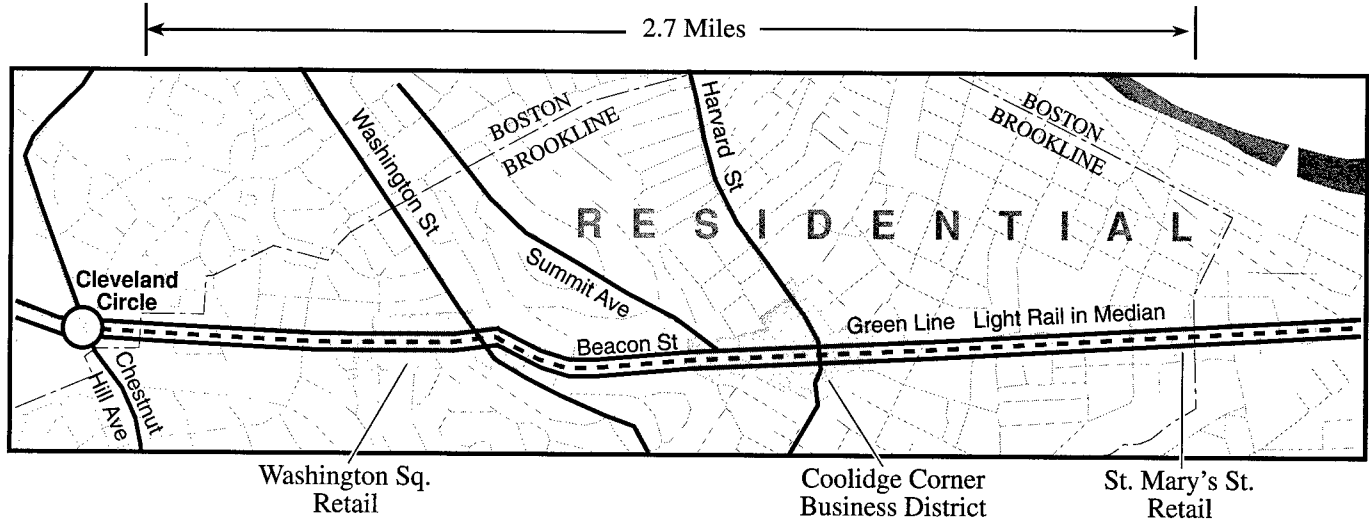 2.7 Miles
BOSTON
BROOKLINE
BOSTON
BROOKLINE
Washington St
Harvard St
RESIDENTIAL
Summit Ave
Cleveland
Circle
Green Line Light Rail in Median
Beacon St
Chestnut
Hill Ave
Washington Sq.
Retail
Coolidge Corner
Business District
St. Mary's St.
Retail